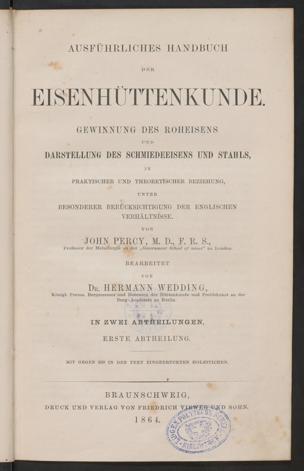 AUSFÜHRLICHES HANDBUCH
DER
EISENHÜTTENKUNDE.
GEWINNUNG DES ROHEISENS
UND
DARSTELLUNG DES SCHMIEDEEISENS UND STAHLS,
IN
PRAKTISCHER UND THEORETISCHER BEZIEHUNG,
UNTER
BESONDERER BERÜCKSICHTIGUNG DER ENGLISCHEN
VERHÄLTNISSE.
VON
JOHN PERCY, M. D., F. R. S.,
Professor der Metallurgie an der „Government School of mines“ zu London.
BEARBEITET
VON
DR. HERMANN WEDDING,
Königl. Preuss. Bergassessor und Docenten der Hüttenkunde und Probirkunst an der
Berg-Academie zu Berlin.
IN ZWEI ABTHEILUNGEN.
ERSTE ABTHEILUNG.
MIT GEGEN IN DEN TEXT EINGEDRUCKTEN HOLZSTICHEN.
BRAUNSCHWEIG,
DRUCK UND VERLAG VON FRIEDRICH VIEWEG UND SOHN.
1864.